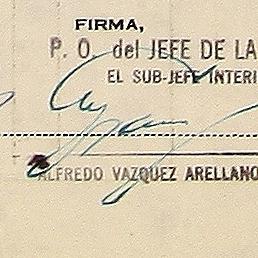 FIRMA,
P. O. del JEFE DE LA
EL SUB-JEFE INTERI
ALFREDO VAZQUEZ ARELLANO